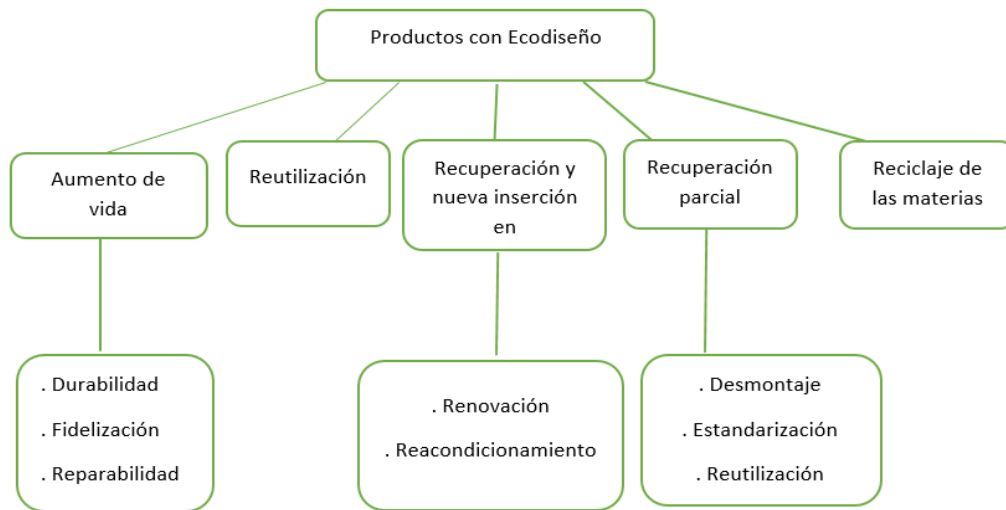 Productos con Ecodiseño
Aumento de
vida
Reutilización
Recuperación y
nueva inserción
en
Recuperación
parcial
Reciclaje de
las materias
. Durabilidad
. Fidelización
. Reparabilidad
. Renovación
. Reacondicionamiento
. Desmontaje
. Estandarización
. Reutilización